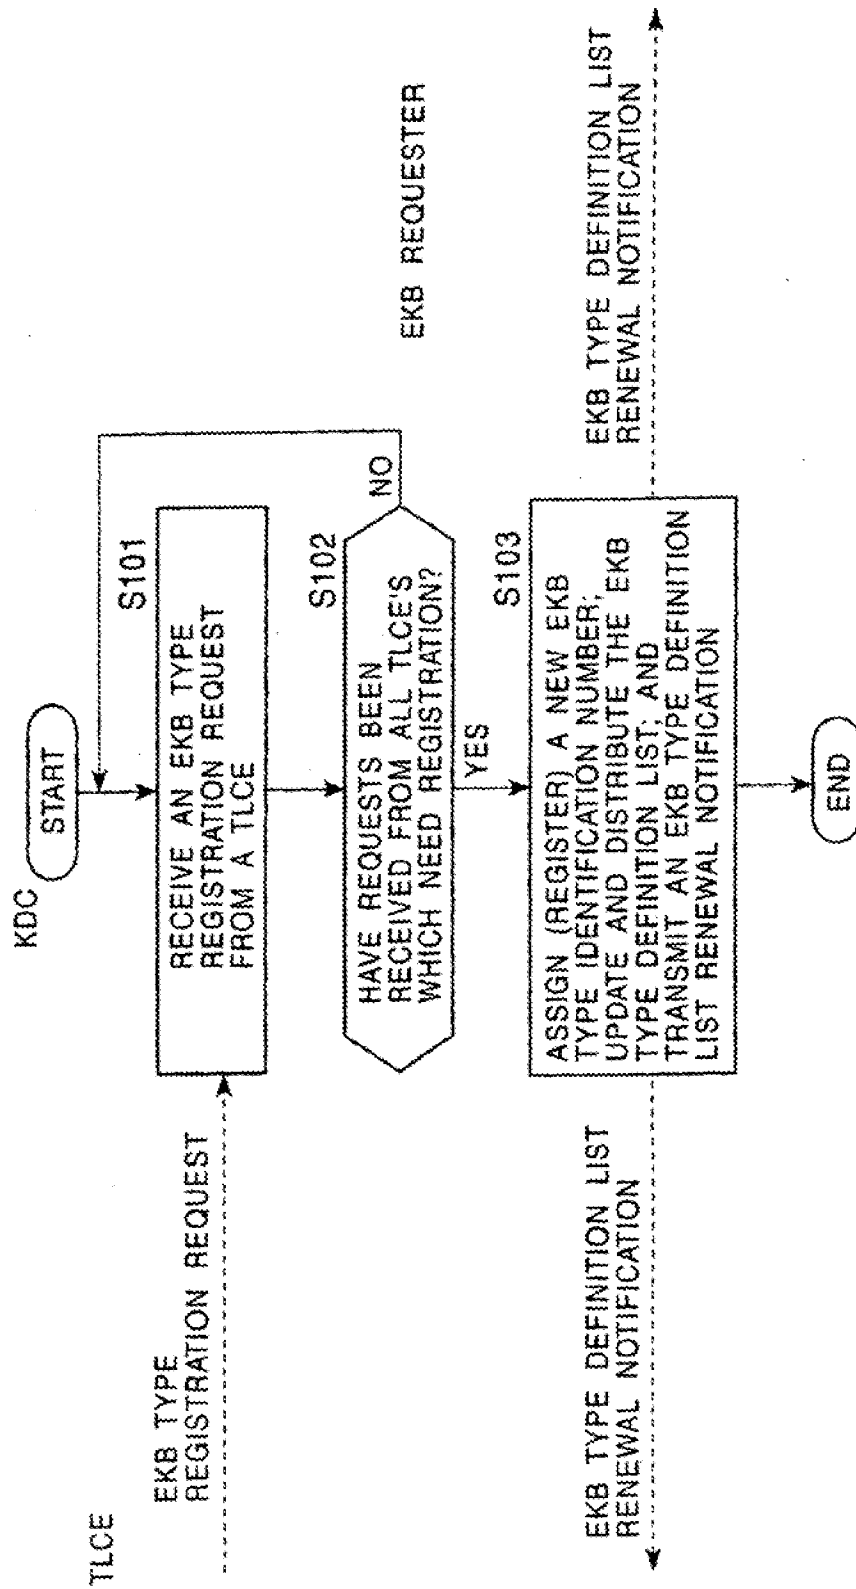 TLCE
KDC
EKB REQUESTER
START
EKB TYPE
REGISTRATION REQUEST
S101
RECEIVE AN EKB TYPE
REGISTRATION REQUEST
FROM A TLCE
S102
HAVE REQUESTS BEEN
RECEIVED FROM ALL TLCE'S
WHICH NEED REGISTRATION?
NO
YES
S103
ASSIGN (REGISTER) A NEW EKB
TYPE IDENTIFICATION NUMBER;
UPDATE AND DISTRIBUTE THE EKB
TYPE DEFINITION LIST; AND
TRANSMIT AN EKB TYPE DEFINITION
LIST RENEWAL NOTIFICATION
EKB TYPE DEFINITION LIST
RENEWAL NOTIFICATION
EKB TYPE DEFINITION LIST
RENEWAL NOTIFICATION
END